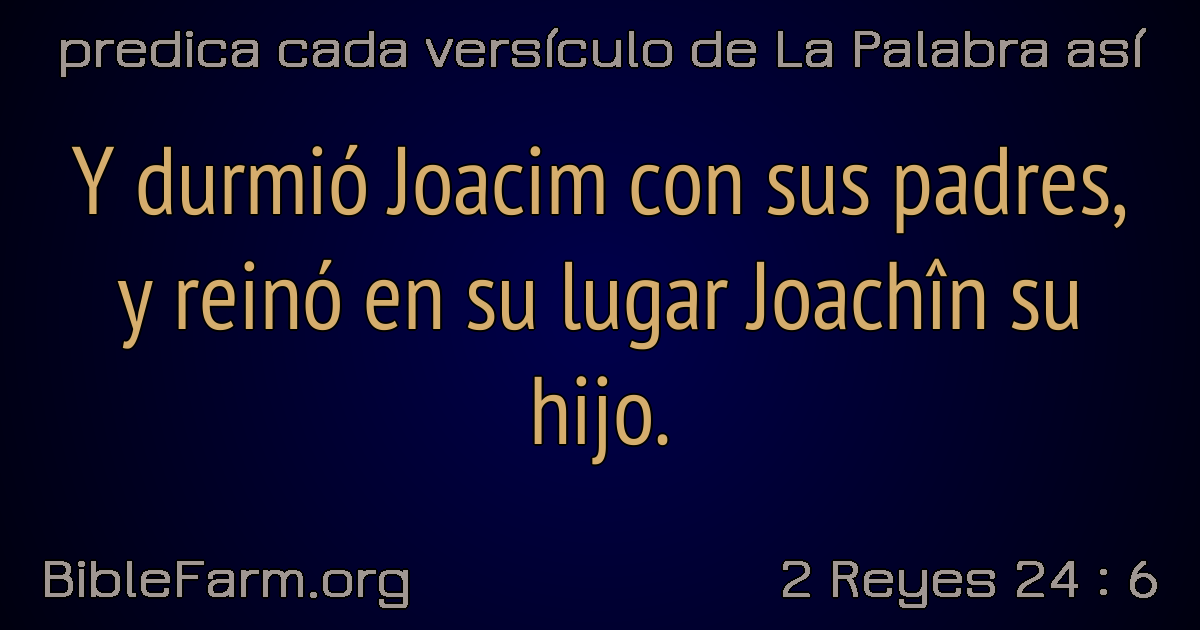 predica cada versículo de La Palabra así
Y durmió Joacim con sus padres,
y reinó en su lugar Joachîn su
hijo.
BibleFarm.org
2 Reyes 24 : 6